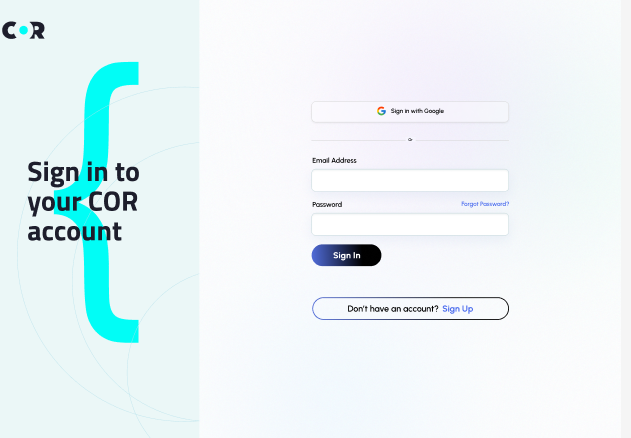 COR
Sign in to
your COR
account
Sign in with Google
Or
Email Address
Password
Forgot Password?
Sign In
Don't have an account? Sign Up